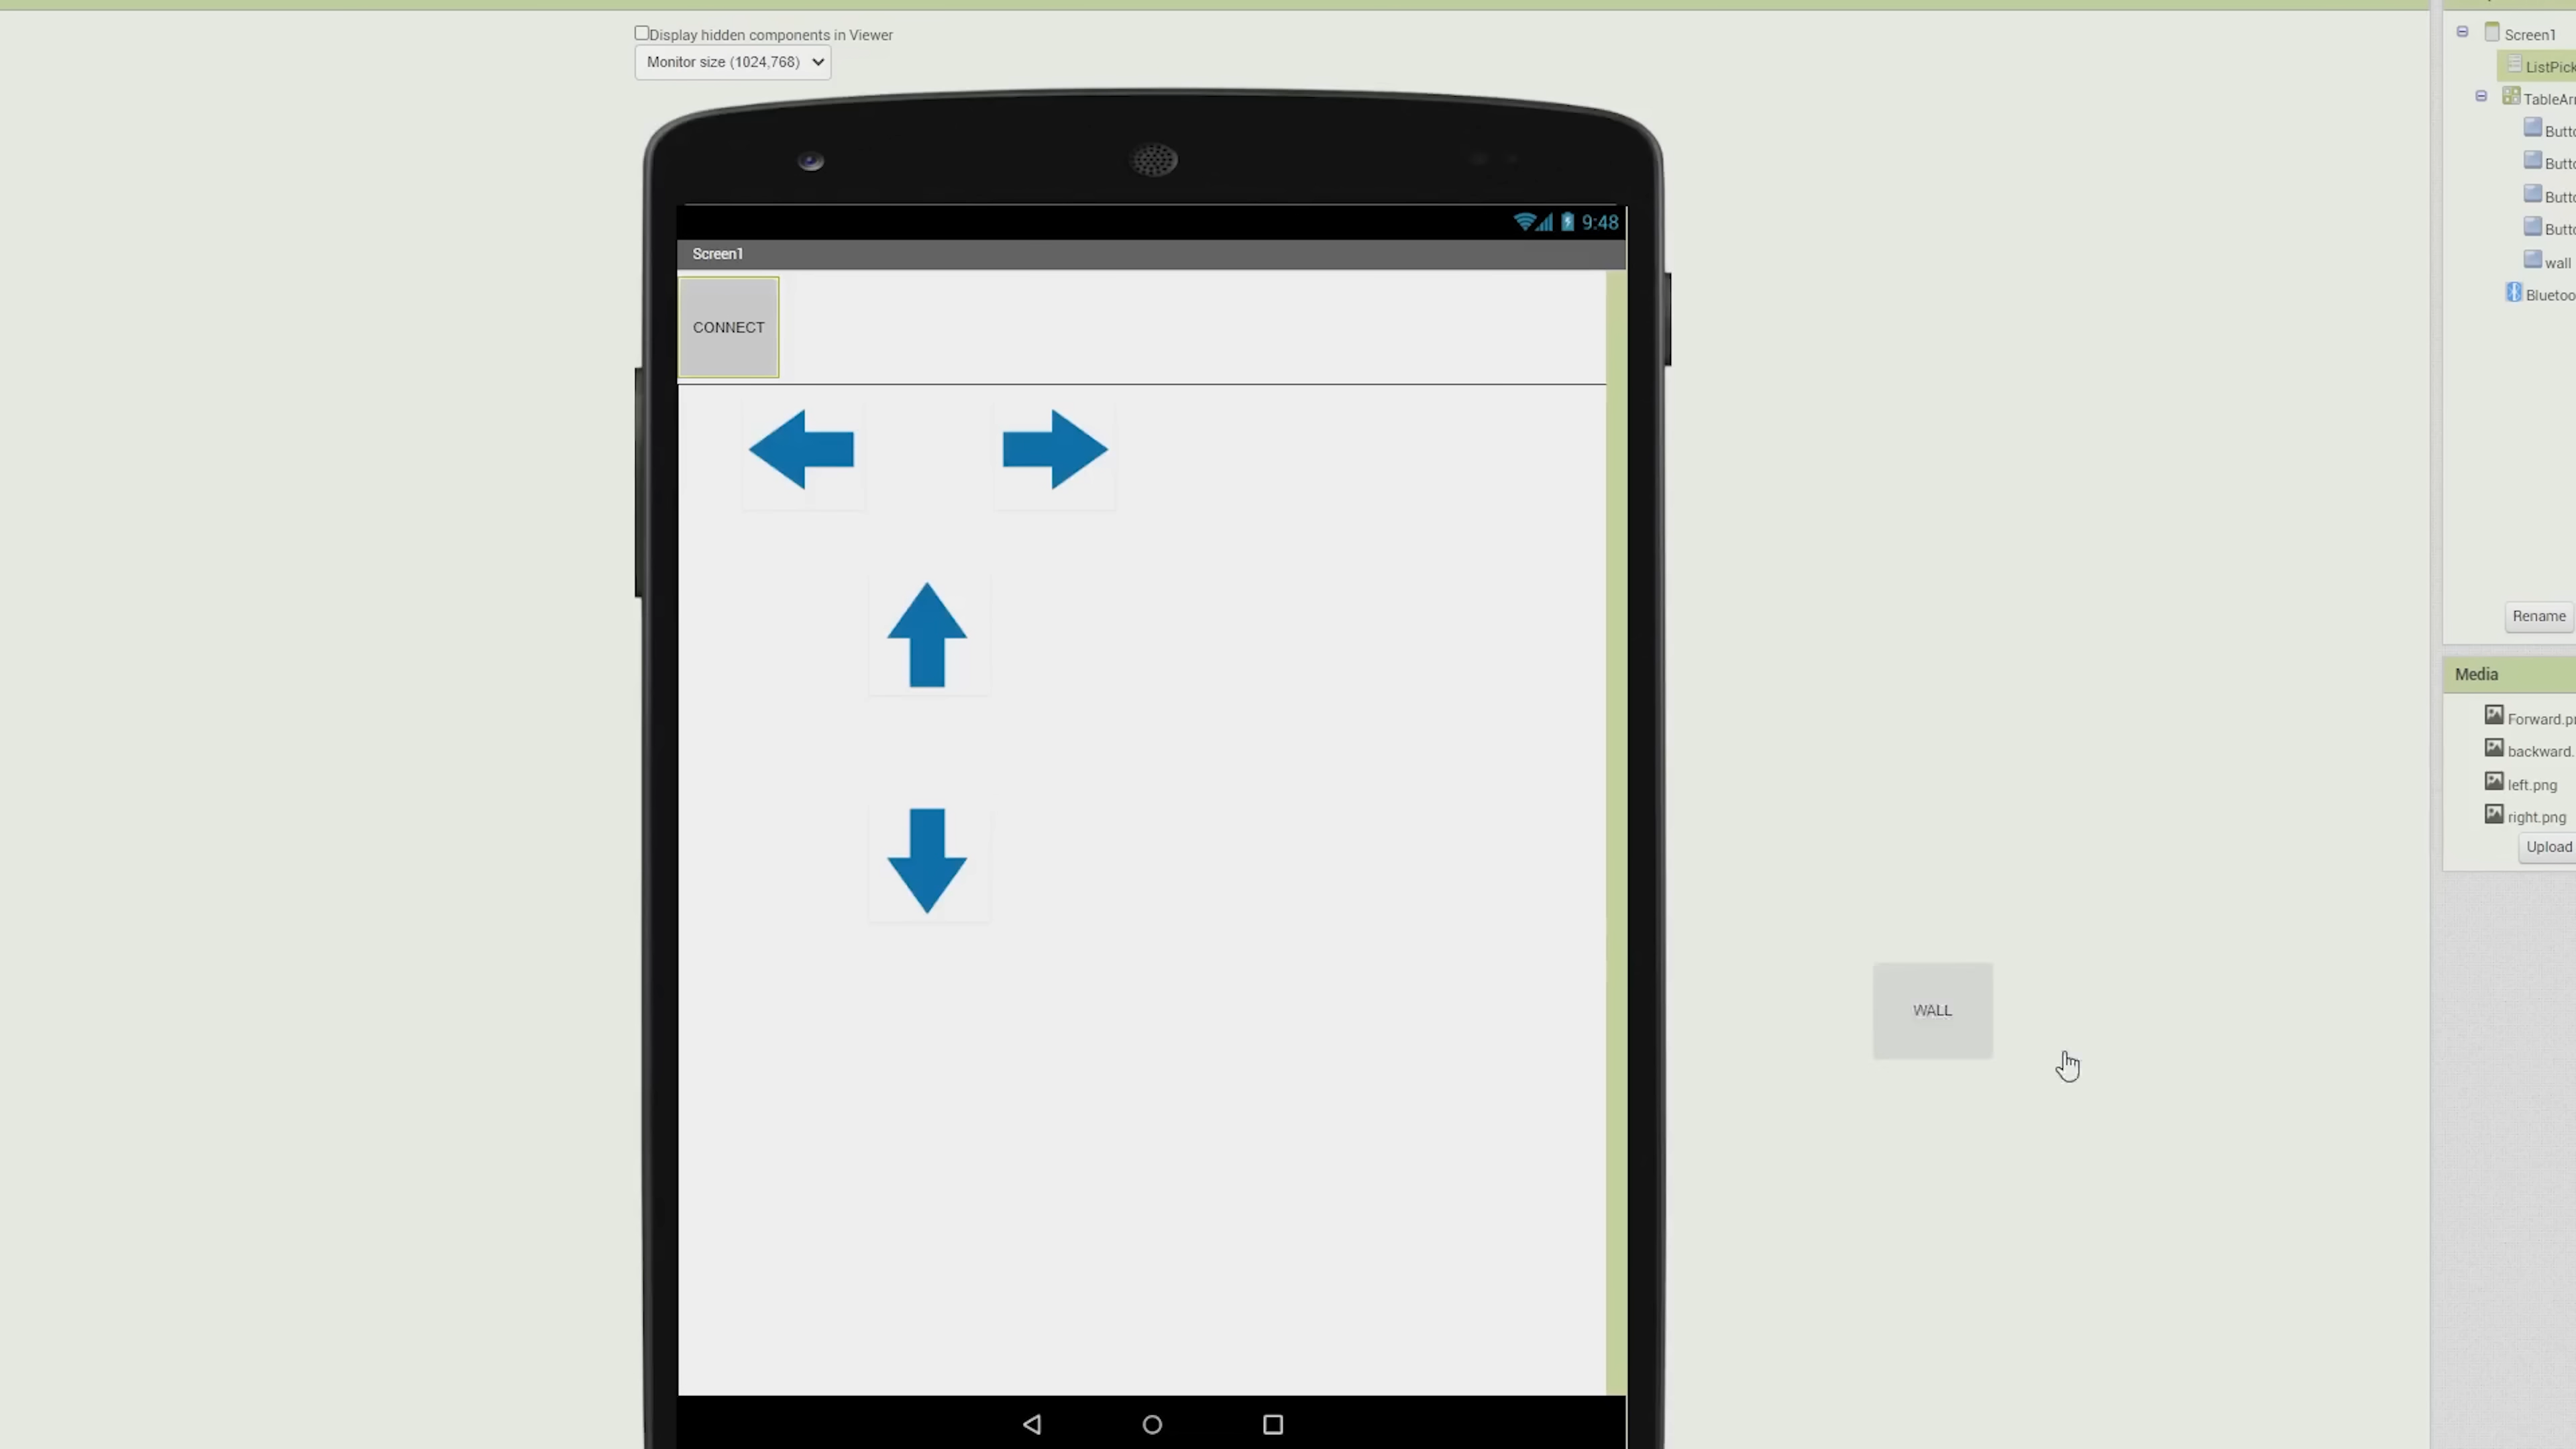 Display hidden components in Viewer
Monitor size (1024,768)
9:48
Screen1
CONNECT
WALL
Screen1
ListPick
TableArr
Butto
Butto
Butto
Butto
wall
Bluetoo
Rename
Media
Forward.pn
backward.
left.png
right.png
Upload